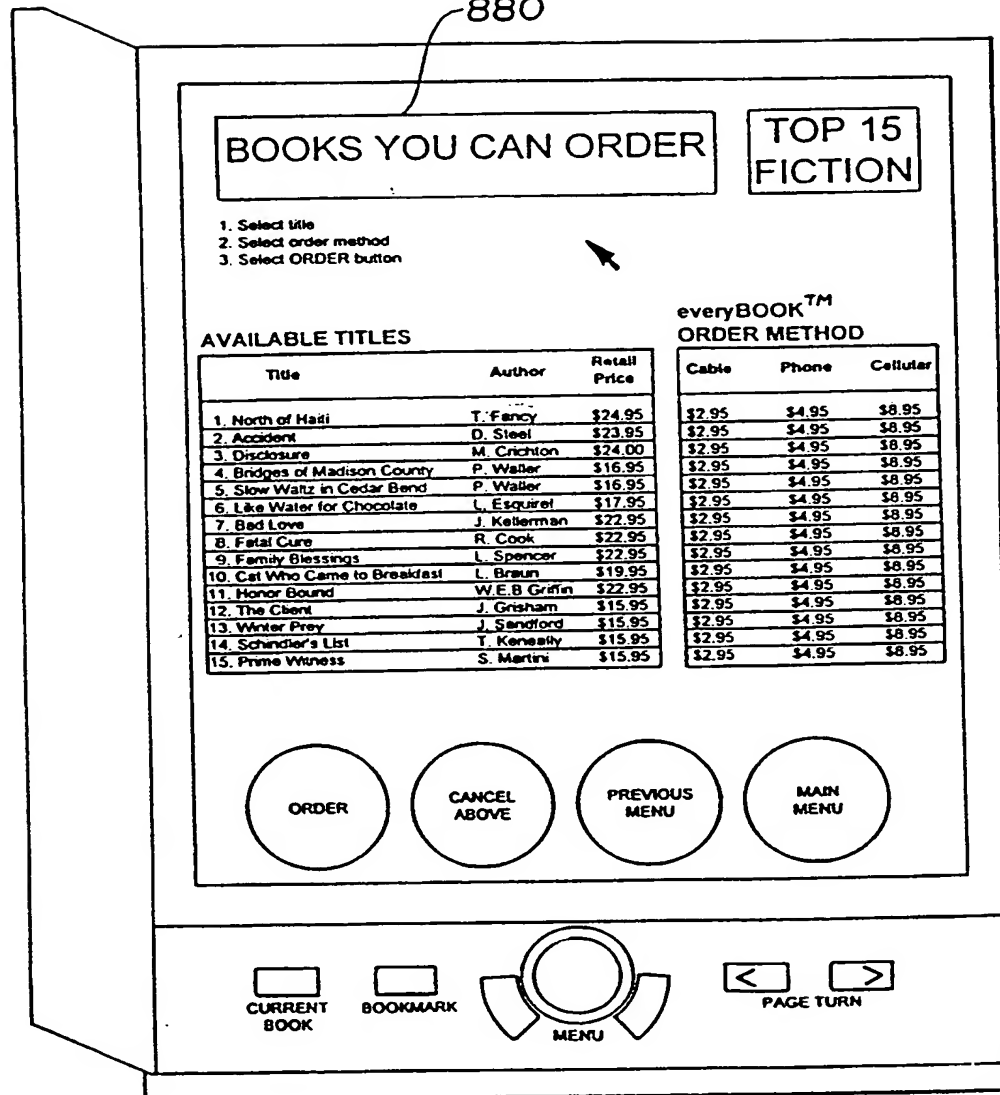 880
BOOKS YOU CAN ORDER
TOP 15
FICTION
1. Select title
2. Select order method
3. Select ORDER button
AVAILABLE TITLES
everyBOOK™
ORDER METHOD
Title Author Retail Price
Cable Phone Cellular
1. North of Haiti T. Fancy $24.95 $2.95 $4.95 $8.95
2. Accident D. Steel $23.95 $2.95 $4.95 $8.95
3. Disclosure M. Crichton $24.00 $2.95 $4.95 $8.95
4. Bridges of Madison County P. Waller $16.95 $2.95 $4.95 $8.95
5. Slow Waltz in Cedar Bend P. Waller $16.95 $2.95 $4.95 $8.95
6. Like Water for Chocolate L. Esquirel $17.95 $2.95 $4.95 $8.95
7. Bad Love J. Kellerman $22.95 $2.95 $4.95 $8.95
8. Fatal Cure R. Cook $22.95 $2.95 $4.95 $8.95
9. Family Blessings L. Spencer $22.95 $2.95 $4.95 $8.95
10. Cat Who Came to Breakfast L. Braun $19.95 $2.95 $4.95 $8.95
11. Honor Bound W.E.B Griffin $22.95 $2.95 $4.95 $8.95
12. The Client J. Grisham $15.95 $2.95 $4.95 $8.95
13. Winter Prey J. Sandford $15.95 $2.95 $4.95 $8.95
14. Schindler's List T. Keneally $15.95 $2.95 $4.95 $8.95
15. Prime Witness S. Martini $15.95 $2.95 $4.95 $8.95
ORDER
CANCEL
ABOVE
PREVIOUS
MENU
MAIN
MENU
< >
CURRENT
BOOK
BOOKMARK
MENU
PAGE TURN